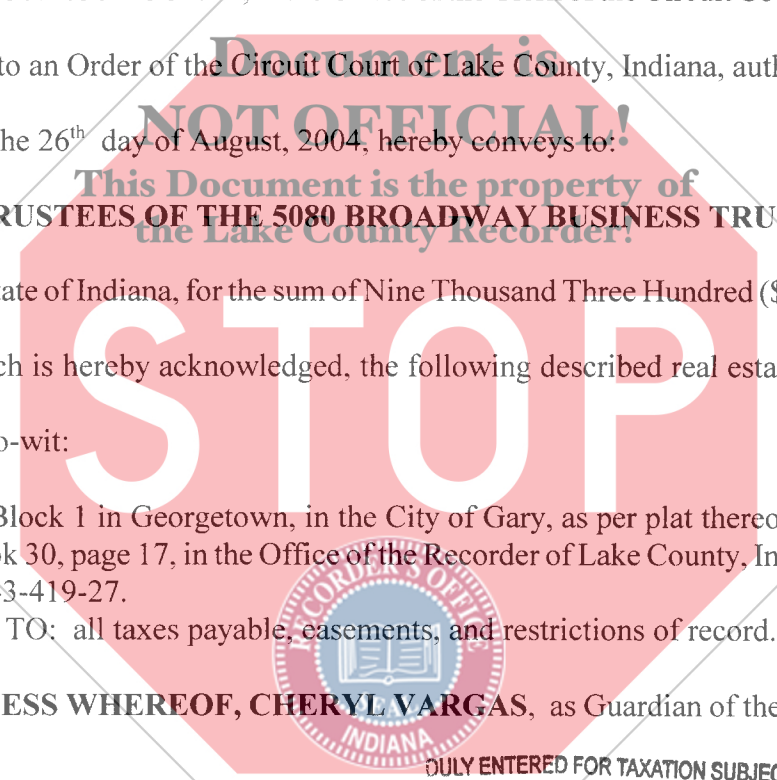 to an Order of the Circuit Court of Lake County, Indiana, auth
Document is
NOT OFFICIAL!
he 26th day of August, 2004, hereby conveys to:
This Document is the property of
the Lake County Recorder!
RUSTEES OF THE 5080 BROADWAY BUSINESS TRU
tate of Indiana, for the sum of Nine Thousand Three Hundred ($
STOP
ch is hereby acknowledged, the following described real esta
o-wit:
Block 1 in Georgetown, in the City of Gary, as per plat thereo
k 30, page 17, in the Office of the Recorder of Lake County, In
3-419-27.
TO: all taxes payable, easements, and restrictions of record.
RECORDER'S OFFICE
SEAL
INDIANA
ESS WHEREOF, CHERYL VARGAS, as Guardian of the
DULY ENTERED FOR TAXATION SUBJEC